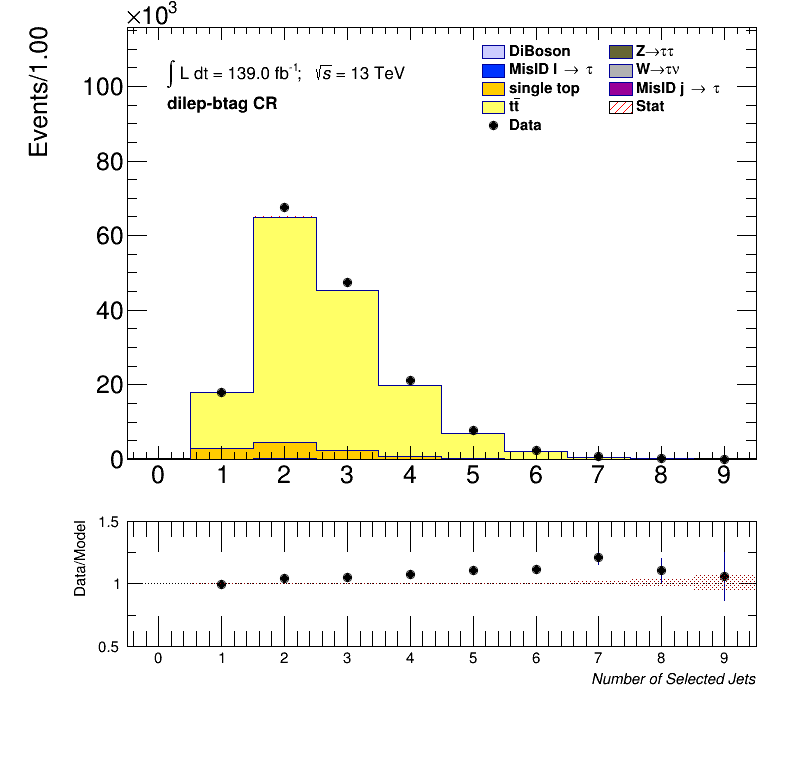 ×10³
Events/1.00
100
80
60
40
20
0
∫ L dt = 139.0 fb⁻¹; √s = 13 TeV
dilep-btag CR
DiBoson
MisID l → τ
single top
tt̄
Data
Z→ττ
W→τν
MisID j → τ
Stat
0 1 2 3 4 5 6 7 8 9
Data/Model
1.5
1
0.5
0 1 2 3 4 5 6 7 8 9
Number of Selected Jets